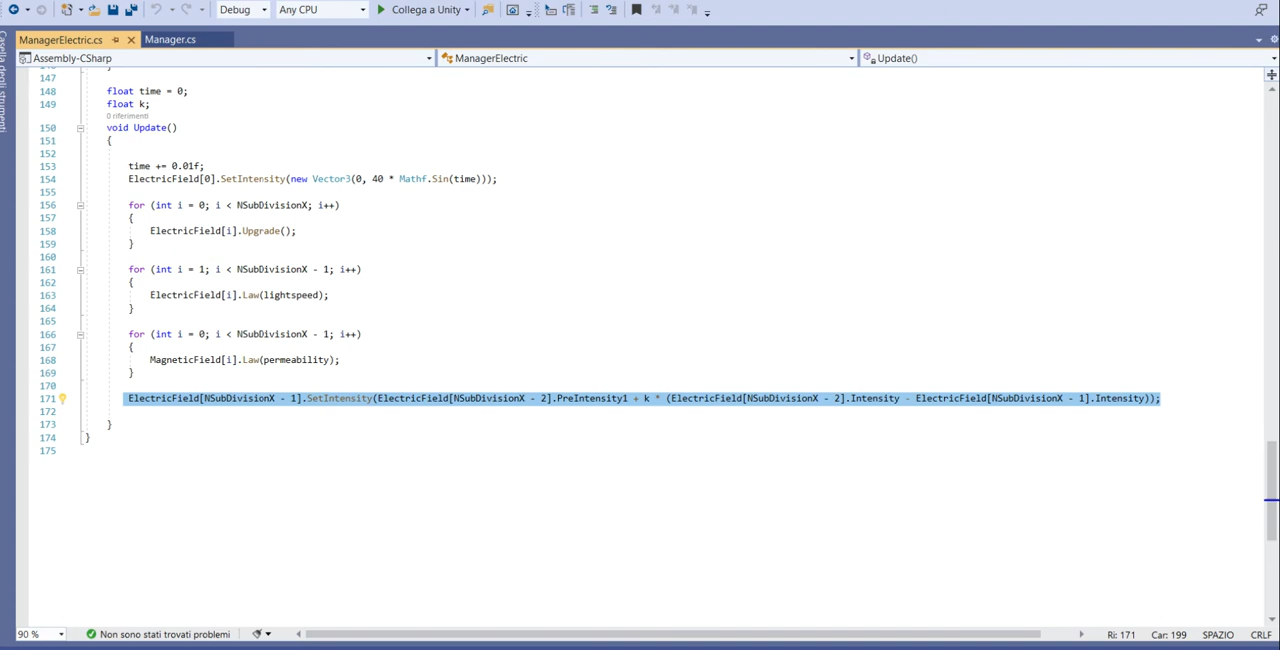 Debug
Any CPU
Collega a Unity
ManagerElectric.cs
Manager.cs
Casella degli strumenti
Assembly-CSharp
ManagerElectric
Update()
147
148 float time = 0;
149 float k;
0 riferimenti
150 void Update()
151 {
152
153 time += 0.01f;
154 ElectricField[0].SetIntensity(new Vector3(0, 40 * Mathf.Sin(time)));
155
156 for (int i = 0; i < NSubDivisionX; i++)
157 {
158 ElectricField[i].Upgrade();
159 }
160
161 for (int i = 1; i < NSubDivisionX - 1; i++)
162 {
163 ElectricField[i].Law(lightspeed);
164 }
165
166 for (int i = 0; i < NSubDivisionX - 1; i++)
167 {
168 MagneticField[i].Law(permeability);
169 }
170
171 ElectricField[NSubDivisionX - 1].SetIntensity(ElectricField[NSubDivisionX - 2].PreIntensity1 + k * (ElectricField[NSubDivisionX - 2].Intensity - ElectricField[NSubDivisionX - 1].Intensity));
172
173 }
174 }
175
90 %
Non sono stati trovati problemi
Ri: 171
Car: 199
SPAZIO
CRLF